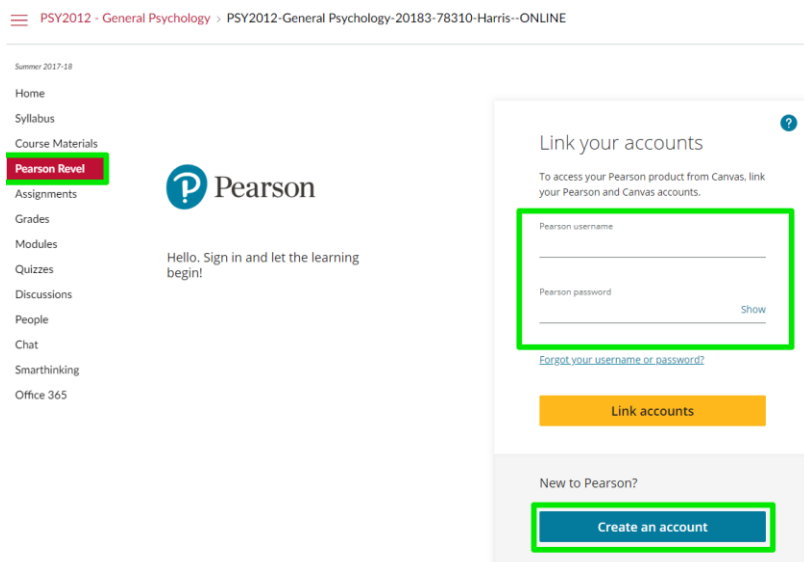 PSY2012 - General Psychology > PSY2012-General Psychology-20183-78310-Harris--ONLINE
Summer 2017-18
Home
Syllabus
Course Materials
Pearson Revel
Assignments
Grades
Modules
Quizzes
Discussions
People
Chat
Smarthinking
Office 365
P Pearson
Hello. Sign in and let the learning
begin!
?
Link your accounts
To access your Pearson product from Canvas, link
your Pearson and Canvas accounts.
Pearson username
Pearson password
Show
Forgot your username or password?
Link accounts
New to Pearson?
Create an account